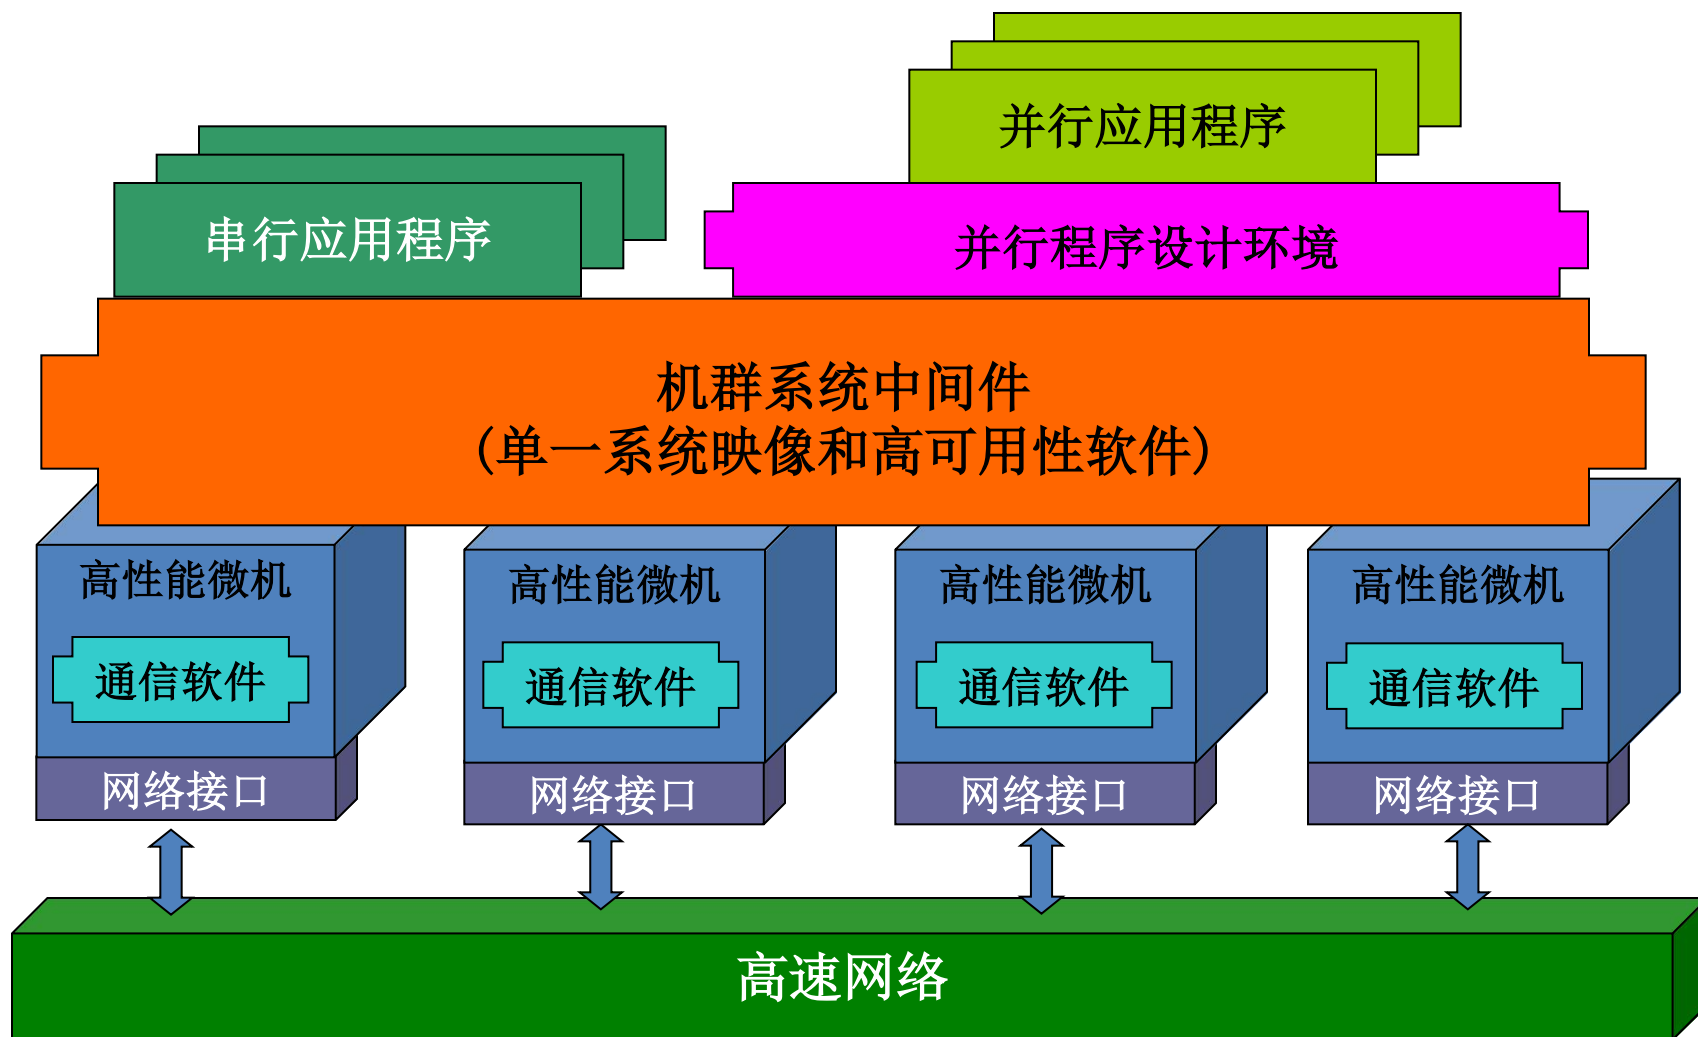 并行应用程序
串行应用程序
并行程序设计环境
机群系统中间件
(单一系统映像和高可用性软件)
高性能微机
高性能微机
高性能微机
高性能微机
通信软件
通信软件
通信软件
通信软件
网络接口
网络接口
网络接口
网络接口
高速网络